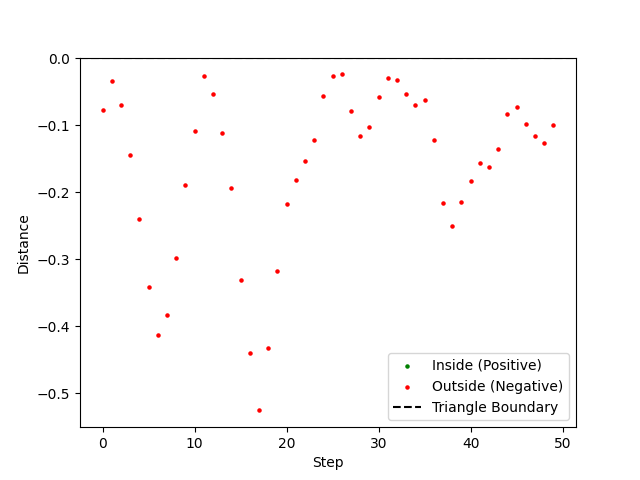 0.0
−0.1
−0.2
−0.3
−0.4
−0.5
Distance
0 10 20 30 40 50
Step
Inside (Positive)
Outside (Negative)
Triangle Boundary